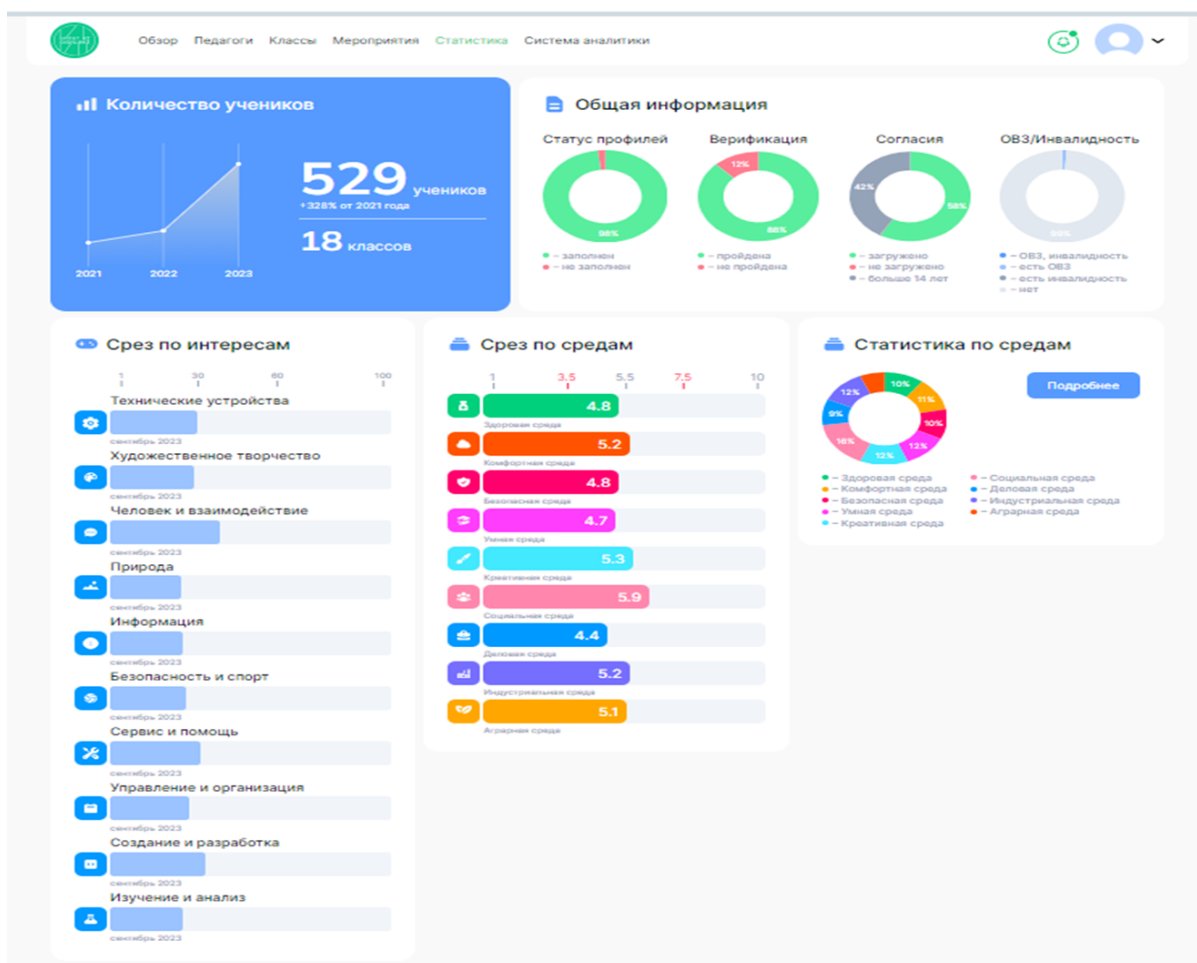 Обзор Педагоги Классы Мероприятия Статистика Система аналитики
Количество учеников
529 учеников
+328% от 2021 года
18 классов
2021 2022 2023
Общая информация
Статус профилей Верификация Согласия ОВЗ/Инвалидность
98%
12%
88%
42%
58%
99%
– заполнен
– не заполнен
– пройдена
– не пройдена
– загружено
– не загружено
– больше 14 лет
– ОВЗ, инвалидность
– есть ОВЗ
– есть инвалидность
– нет
Срез по интересам
1 30 60 100
Технические устройства
сентябрь 2023
Художественное творчество
сентябрь 2023
Человек и взаимодействие
сентябрь 2023
Природа
сентябрь 2023
Информация
сентябрь 2023
Безопасность и спорт
сентябрь 2023
Сервис и помощь
сентябрь 2023
Управление и организация
сентябрь 2023
Создание и разработка
сентябрь 2023
Изучение и анализ
сентябрь 2023
Срез по средам
1 3.5 5.5 7.5 10
4.8
Здоровая среда
5.2
Комфортная среда
4.8
Безопасная среда
4.7
Умная среда
5.3
Креативная среда
5.9
Социальная среда
4.4
Деловая среда
5.2
Индустриальная среда
5.1
Аграрная среда
Статистика по средам
Подробнее
10%
11%
10%
12%
12%
16%
9%
12%
– Здоровая среда
– Комфортная среда
– Безопасная среда
– Умная среда
– Креативная среда
– Социальная среда
– Деловая среда
– Индустриальная среда
– Аграрная среда